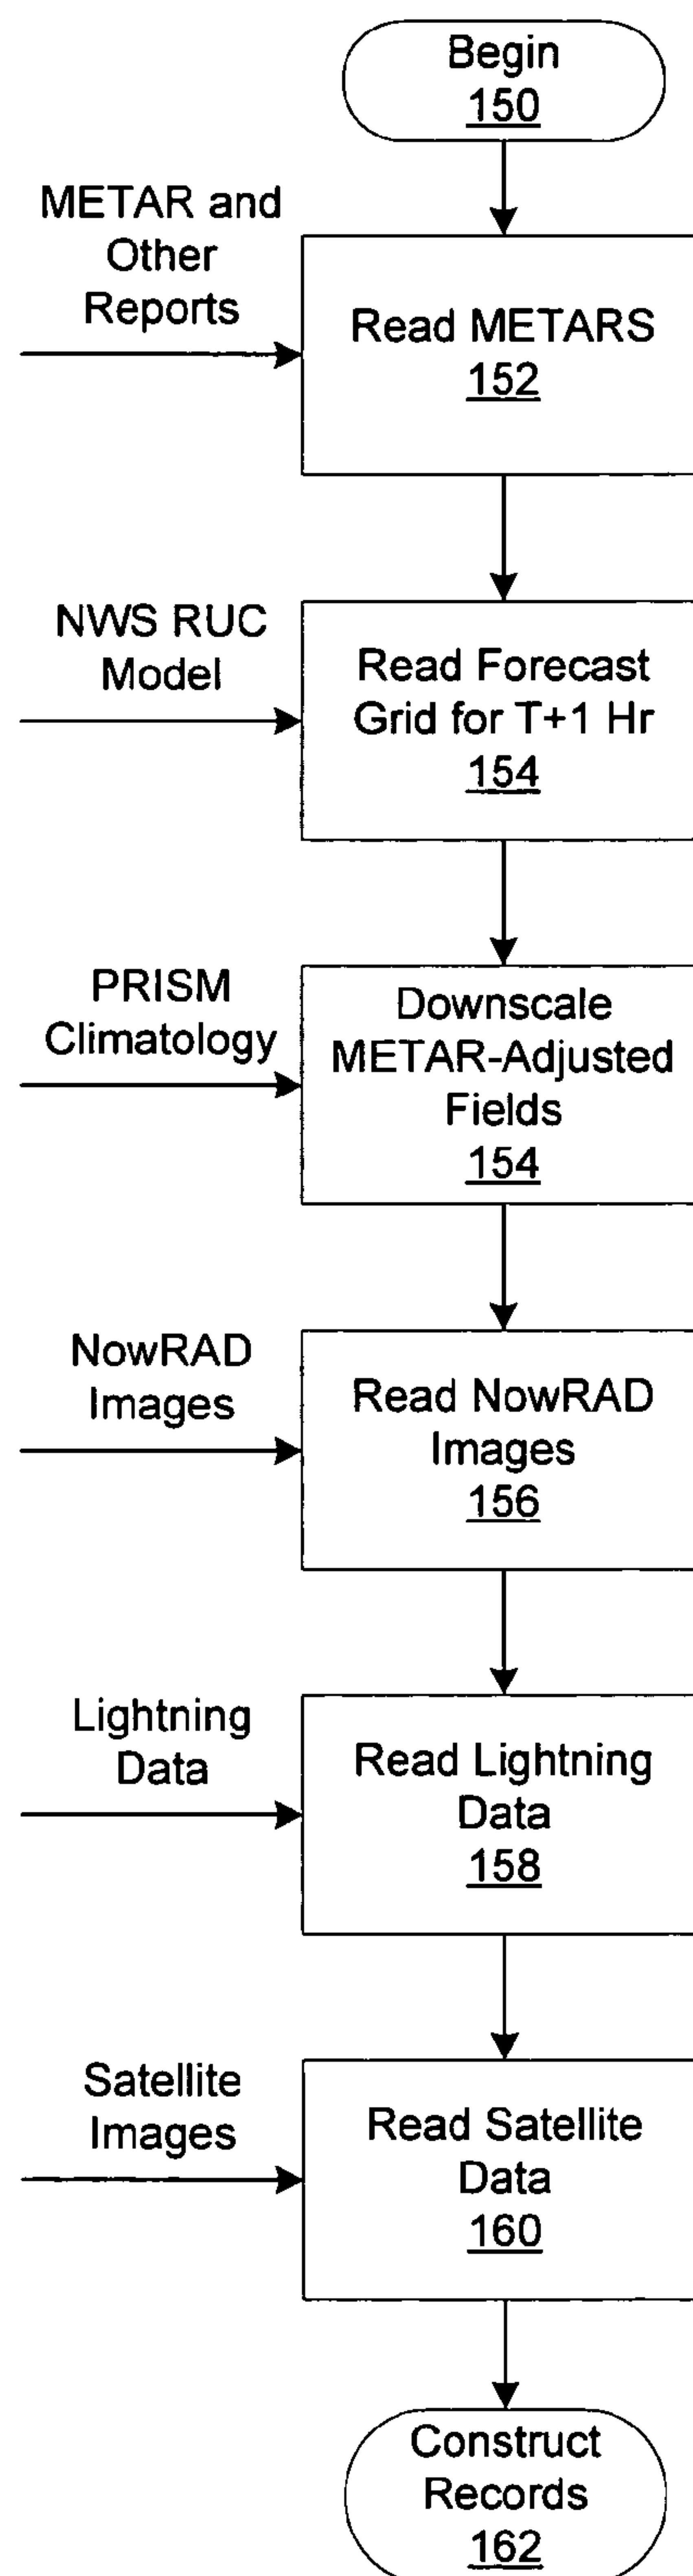 Begin
150
METAR and
Other
Reports
Read METARS
152
NWS RUC
Model
Read Forecast
Grid for T+1 Hr
154
PRISM
Climatology
Downscale
METAR-Adjusted
Fields
154
NowRAD
Images
Read NowRAD
Images
156
Lightning
Data
Read Lightning
Data
158
Satellite
Images
Read Satellite
Data
160
Construct
Records
162